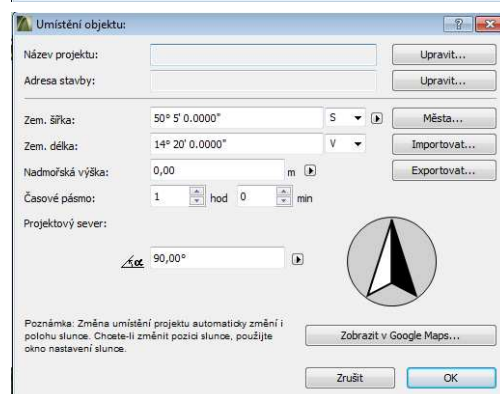 Umístění objektu:
Název projektu: Upravit...
Adresa stavby: Upravit...
Zem. šířka: 50° 5' 0.0000" S Města...
Zem. délka: 14° 20' 0.0000" V Importovat...
Nadmořská výška: 0,00 m Exportovat...
Časové pásmo: 1 hod 0 min
Projektový sever:
α 90,00°
Poznámka: Změna umístění projektu automaticky změní i
polohu slunce. Chcete-li změnit pozici slunce, použijte
okno nastavení slunce.
Zobrazit v Google Maps...
Zrušit OK